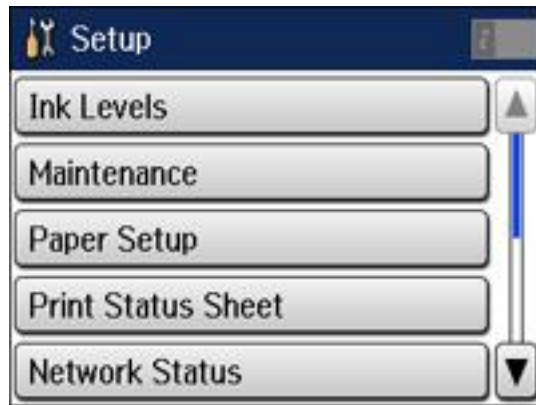 Setup
Ink Levels
Maintenance
Paper Setup
Print Status Sheet
Network Status